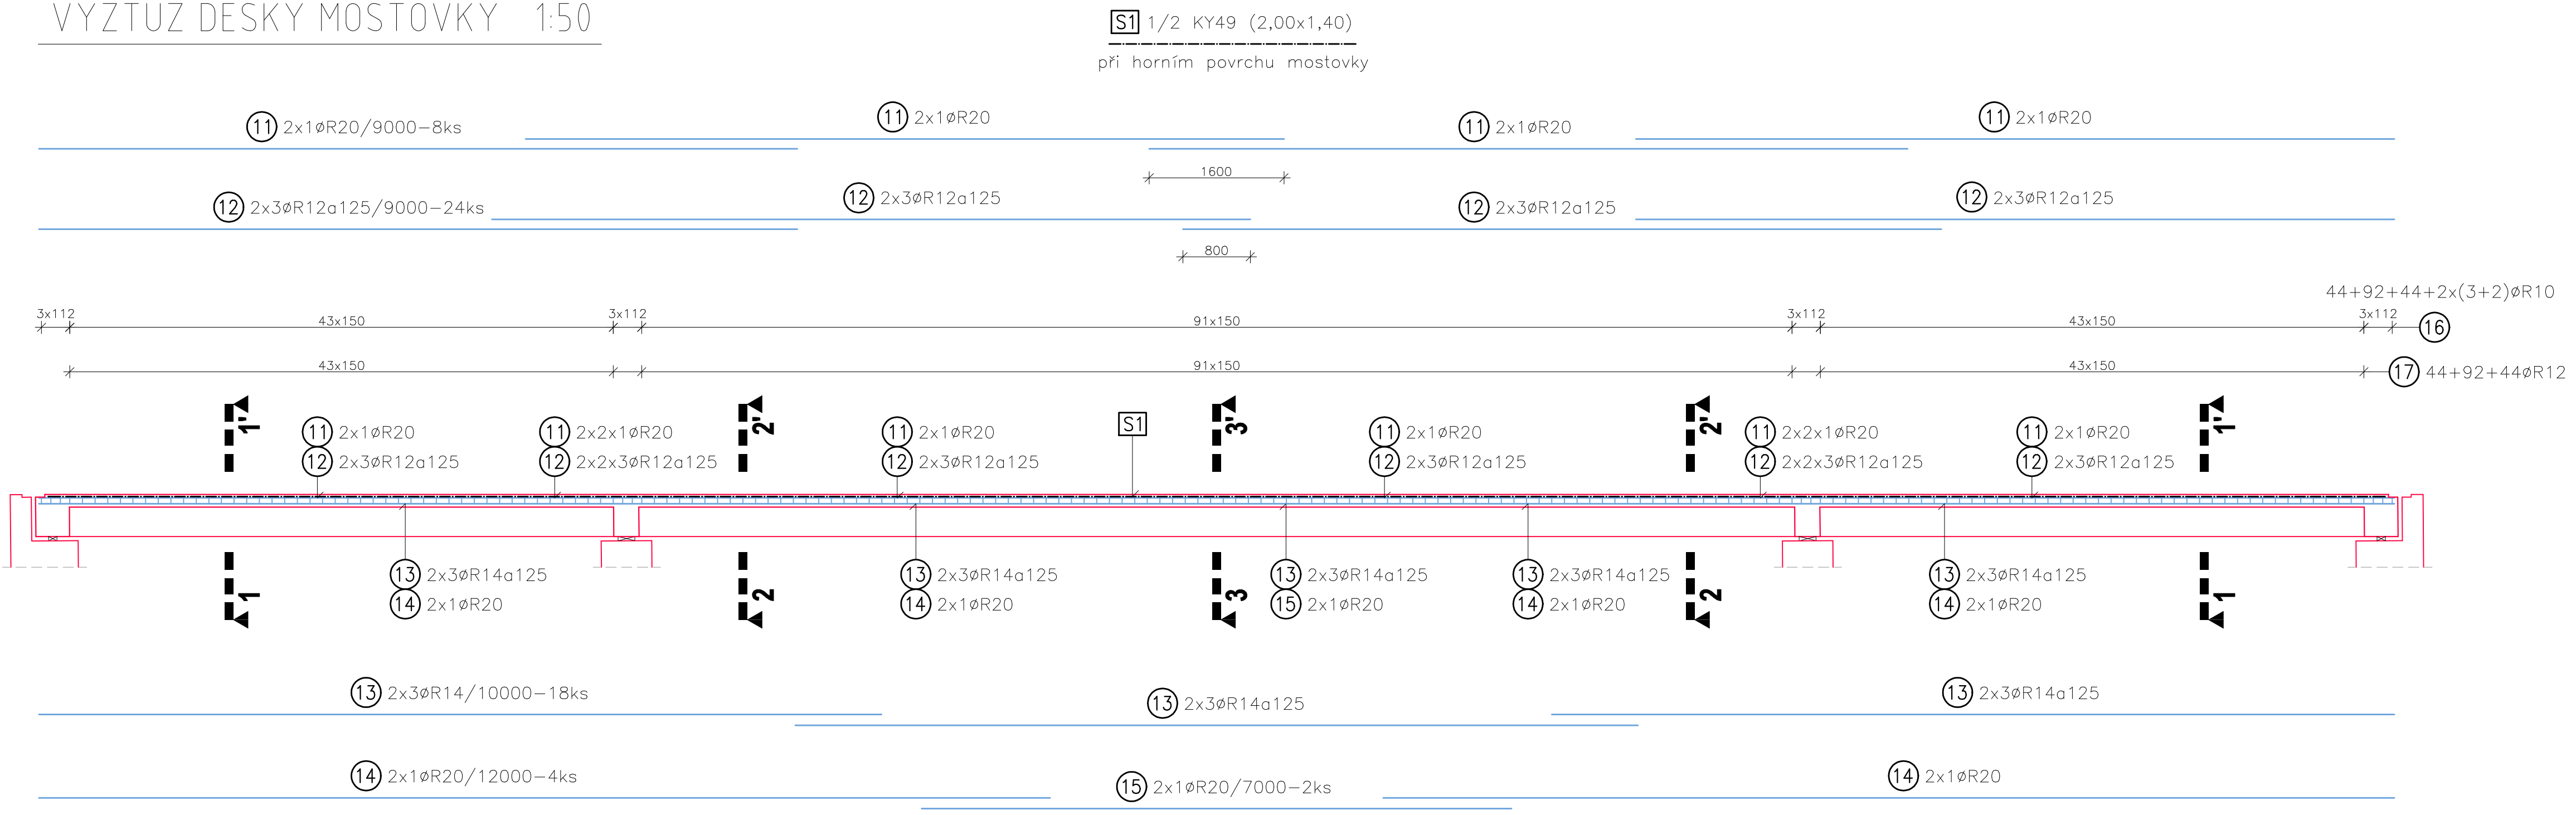 VÝZTUŽ DESKY MOSTOVKY 1:50
S1 1/2 KY49 (2,00x1,40)
při horním povrchu mostovky
11 2x1øR20/9000-8ks
11 2x1øR20
11 2x1øR20
11 2x1øR20
1600
12 2x3øR12a125/9000-24ks
12 2x3øR12a125
12 2x3øR12a125
12 2x3øR12a125
800
44+92+44+2x(3+2)øR10
3x112 43x150 3x112 91x150 3x112 43x150 3x112 16
43x150 91x150 43x150 17 44+92+44øR12
1' 2' 3' 2' 1'
11 2x1øR20 11 2x2x1øR20 11 2x1øR20 S1 11 2x1øR20 11 2x2x1øR20 11 2x1øR20
12 2x3øR12a125 12 2x2x3øR12a125 12 2x3øR12a125 12 2x3øR12a125 12 2x2x3øR12a125 12 2x3øR12a125
13 2x3øR14a125 13 2x3øR14a125 13 2x3øR14a125 13 2x3øR14a125 13 2x3øR14a125
14 2x1øR20 14 2x1øR20 15 2x1øR20 14 2x1øR20 14 2x1øR20
1 2 3 2 1
13 2x3øR14/10000-18ks
13 2x3øR14a125
13 2x3øR14a125
14 2x1øR20/12000-4ks
15 2x1øR20/7000-2ks
14 2x1øR20